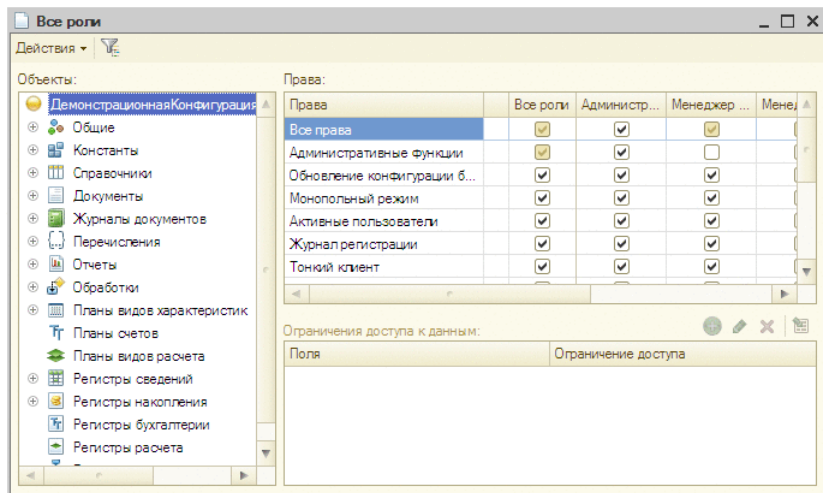 Все роли
Действия
Объекты:
Права:
ДемонстрационнаяКонфигурация
Общие
Константы
Справочники
Документы
Журналы документов
Перечисления
Отчеты
Обработки
Планы видов характеристик
Планы счетов
Планы видов расчета
Регистры сведений
Регистры накопления
Регистры бухгалтерии
Регистры расчета
Права Все роли Администр... Менеджер ...
Все права
Административные функции
Обновление конфигурации б...
Монопольный режим
Активные пользователи
Журнал регистрации
Тонкий клиент
Ограничения доступа к данным:
Поля Ограничение доступа